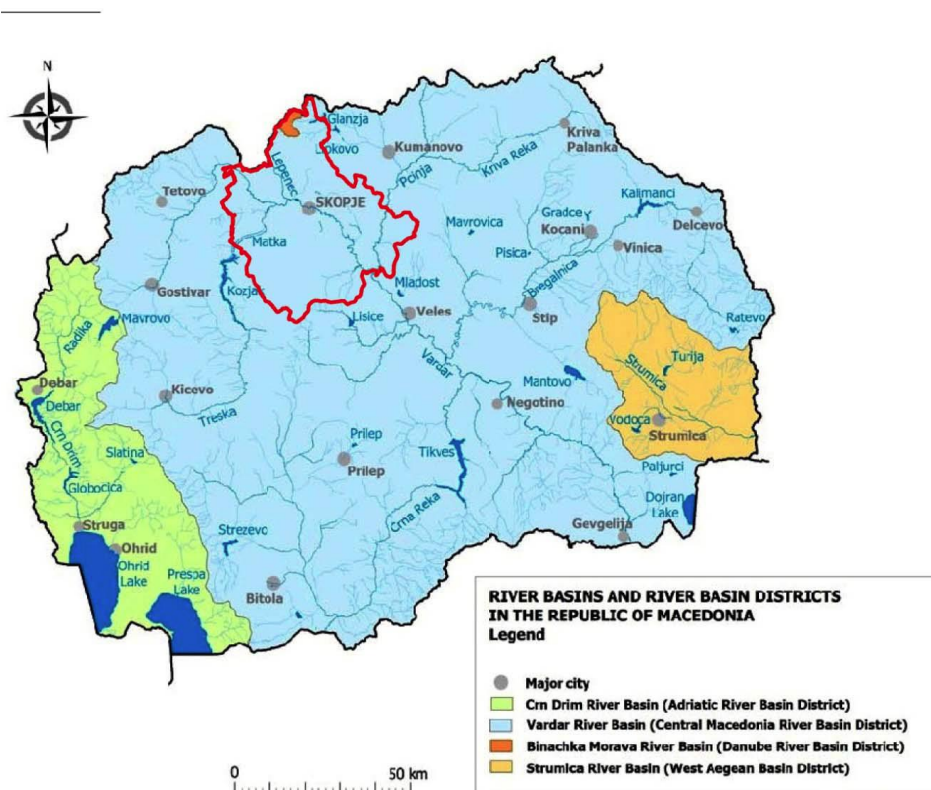 N
Glanzja
Lipkovo
Kumanovo
Kriva
Palanka
Kriva Reka
Pcinja
Lepenec
Tetovo
SKOPJE
Kalimanci
Gradce
Delcevo
Mavrovica
Kocani
Vinica
Matka
Pisica
Bregalnica
Gostivar
Kozjak
Mladost
Stip
Mavrovo
Lisice
Veles
Ratevo
Radika
Vardar
Turija
Strumica
Debar
Mantovo
Debar
Kicevo
Negotino
Treska
Vodoca
Strumica
Crn Drim
Prilep
Slatina
Tikves
Prilep
Paljurci
Globocica
Dojran
Lake
Crna Reka
Struga
Strezevo
Gevgelija
Ohrid
Ohrid
Lake
Prespa
Lake
Bitola
RIVER BASINS AND RIVER BASIN DISTRICTS
IN THE REPUBLIC OF MACEDONIA
Legend
Major city
Crn Drim River Basin (Adriatic River Basin District)
Vardar River Basin (Central Macedonia River Basin District)
Binachka Morava River Basin (Danube River Basin District)
Strumica River Basin (West Aegean Basin District)
0 50 km